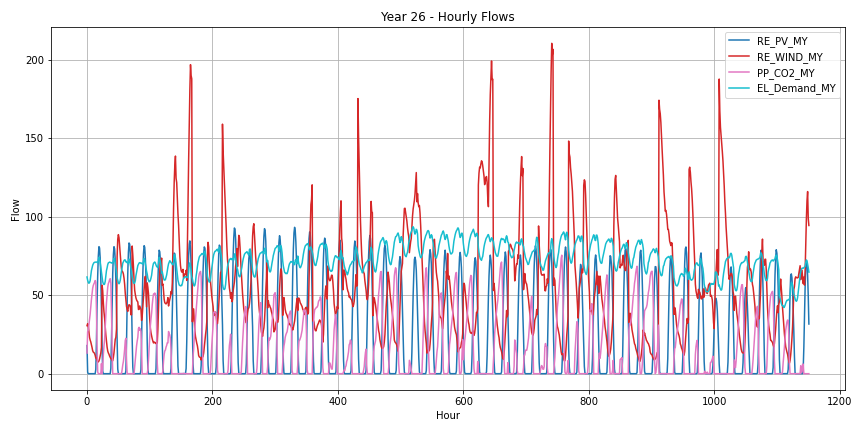 Year 26 - Hourly Flows
RE_PV_MY
RE_WIND_MY
PP_CO2_MY
EL_Demand_MY
200
150
100
50
0
Flow
0 200 400 600 800 1000 1200
Hour